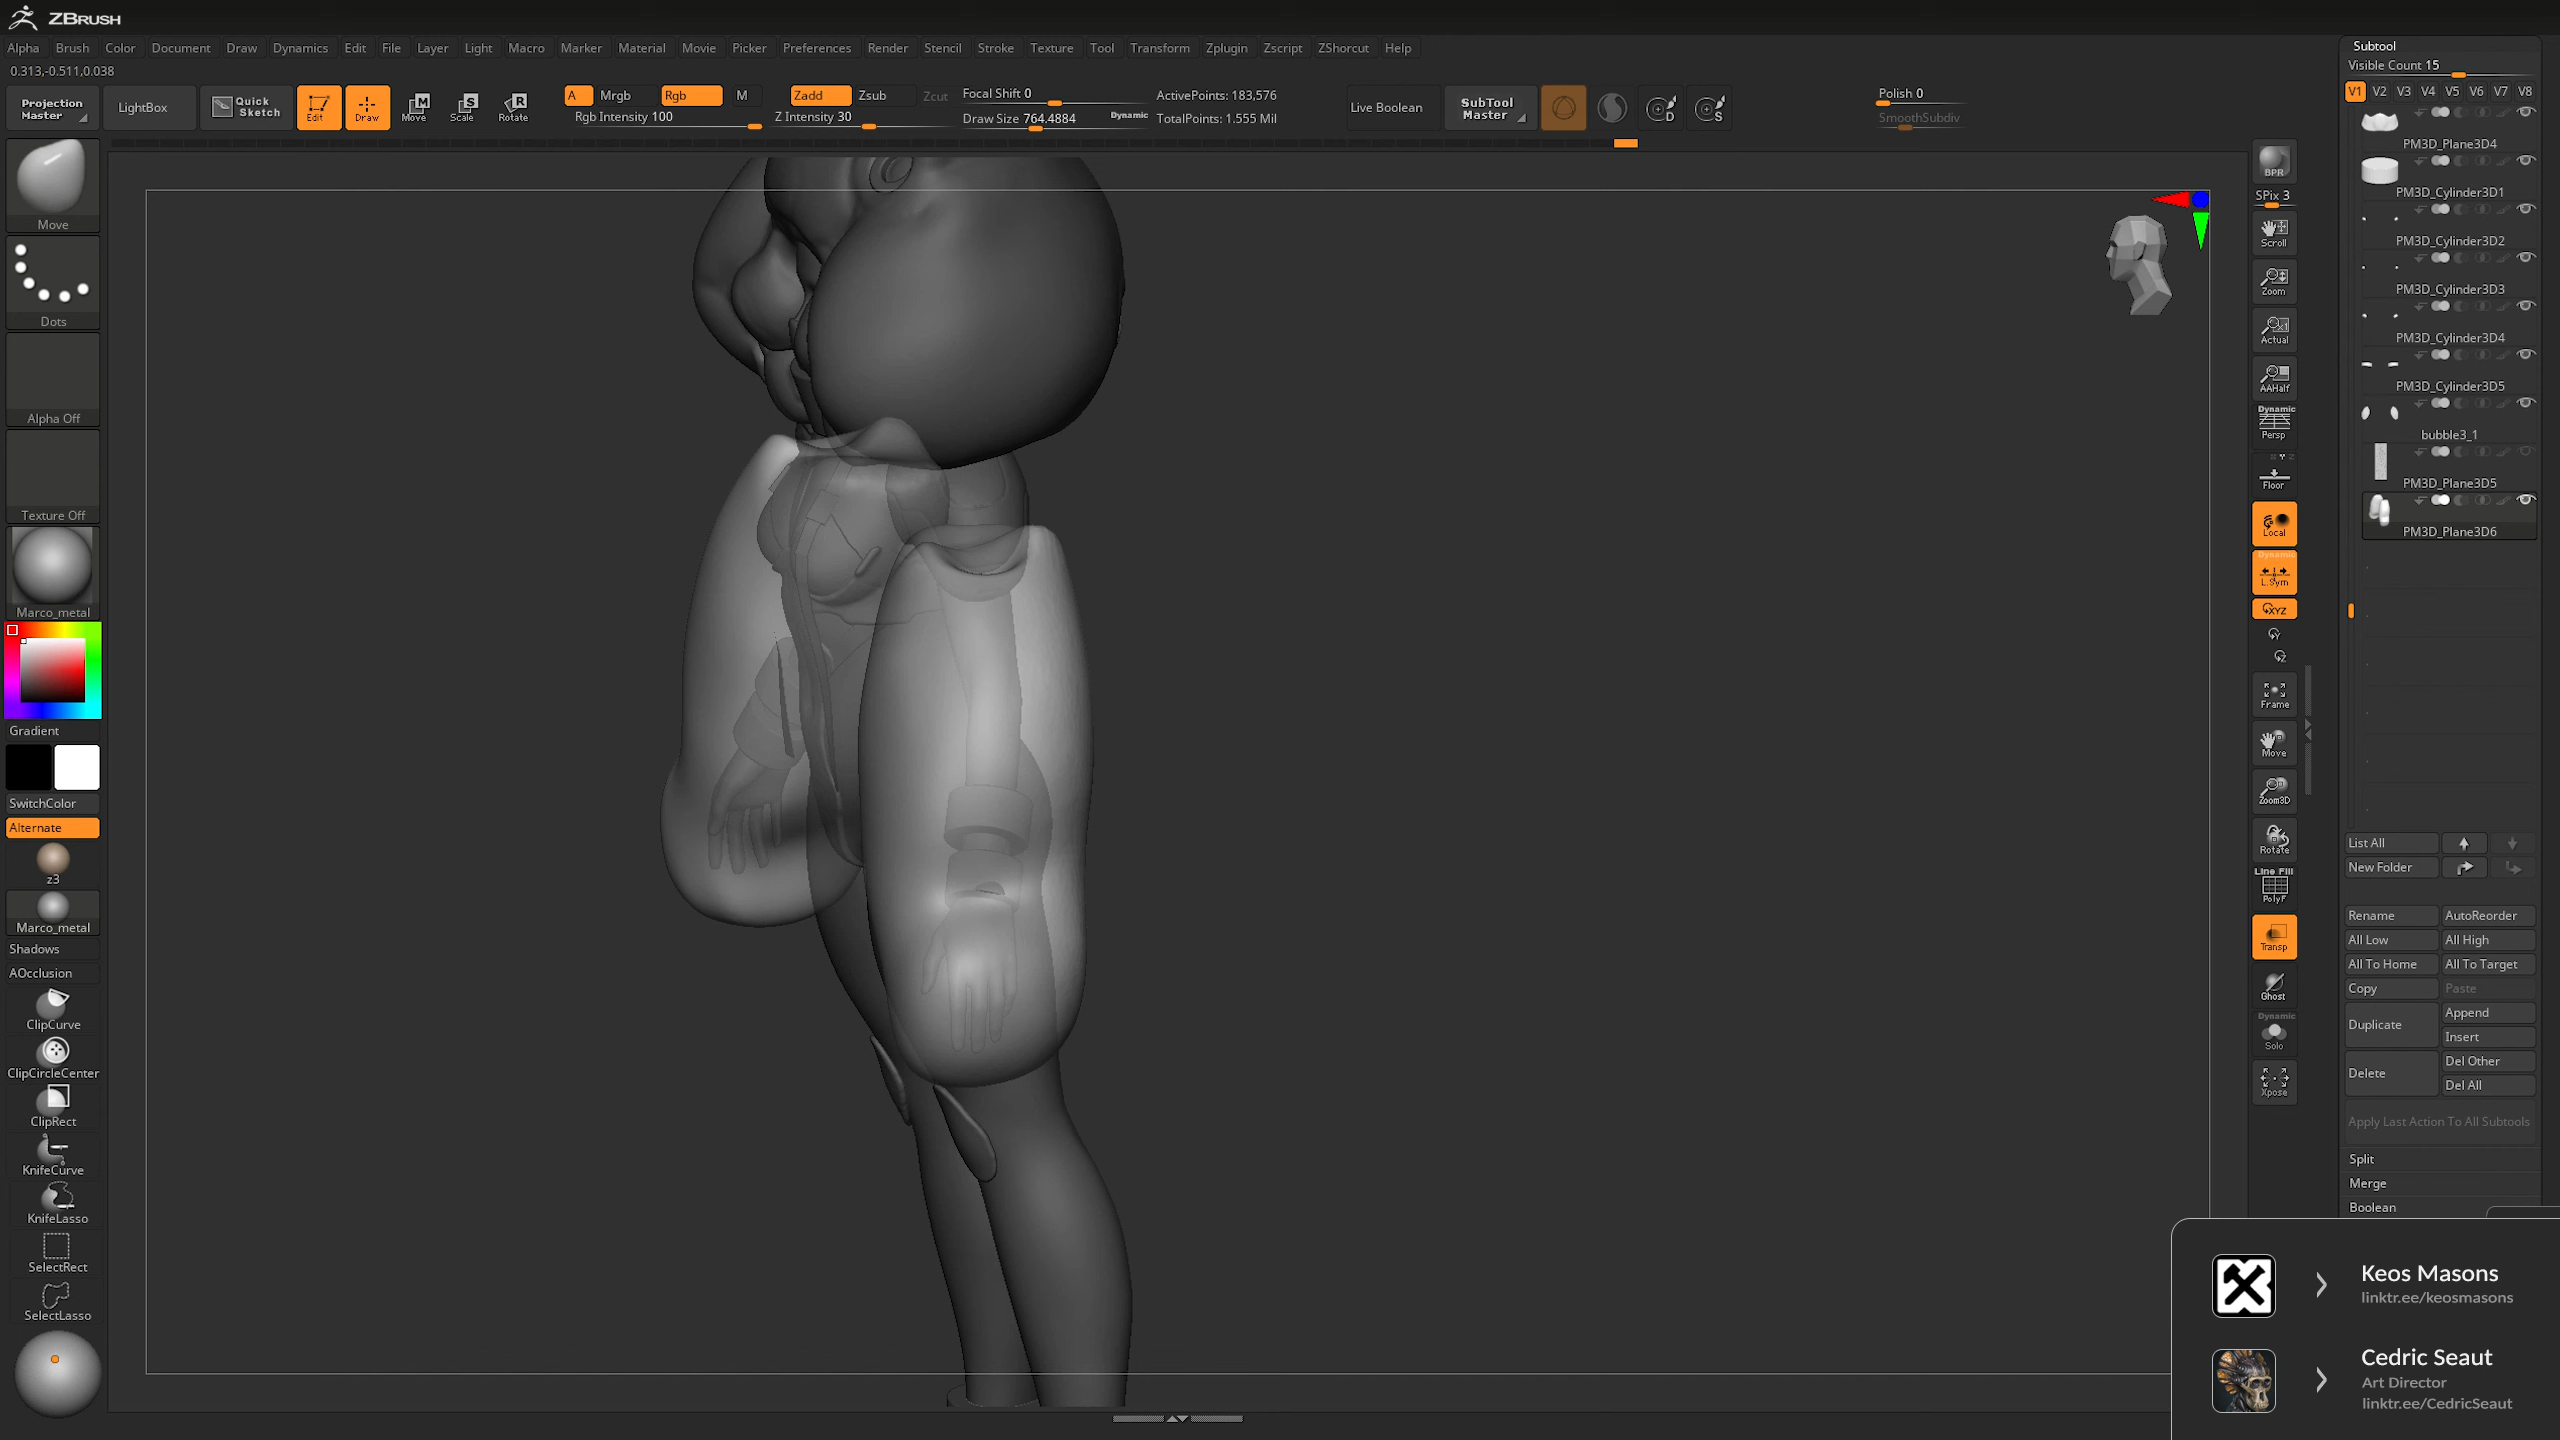 ZBRUSH
Alpha Brush Color Document Draw Dynamics Edit File Layer Light Macro Marker Material Movie Picker Preferences Render Stencil Stroke Texture Tool Transform Zplugin Zscript ZShorcut Help
0.313,-0.511,0.038
Projection Master
LightBox
Quick Sketch
Edit
Draw
Move
Scale
Rotate
A Mrgb Rgb M
Rgb Intensity 100
Zadd Zsub Zcut
Z Intensity 30
Focal Shift 0
Draw Size 764.4884
Dynamic
ActivePoints: 183,576
TotalPoints: 1.555 Mil
Live Boolean
SubTool Master
Polish 0
SmoothSubdiv
Move
Dots
Alpha Off
Texture Off
Marco_metal
Gradient
SwitchColor
Alternate
z3
Marco_metal
Shadows
AOcclusion
ClipCurve
ClipCircleCenter
ClipRect
KnifeCurve
KnifeLasso
SelectRect
SelectLasso
BPR
SPix 3
Scroll
Zoom
Actual
AAHalf
Dynamic
Persp
Floor
Local
Dynamic
L.Sym
XYZ
Frame
Move
Zoom3D
Rotate
Line Fill
PolyF
Transp
Ghost
Dynamic
Solo
Xpose
Subtool
Visible Count 15
V1 V2 V3 V4 V5 V6 V7 V8
PM3D_Plane3D4
PM3D_Cylinder3D1
PM3D_Cylinder3D2
PM3D_Cylinder3D3
PM3D_Cylinder3D4
PM3D_Cylinder3D5
bubble3_1
PM3D_Plane3D5
PM3D_Plane3D6
List All
New Folder
Rename AutoReorder
All Low All High
All To Home All To Target
Copy Paste
Duplicate Append
Insert
Delete Del Other
Del All
Apply Last Action To All Subtools
Split
Merge
Boolean
Keos Masons
linktr.ee/keosmasons
Cedric Seaut
Art Director
linktr.ee/CedricSeaut